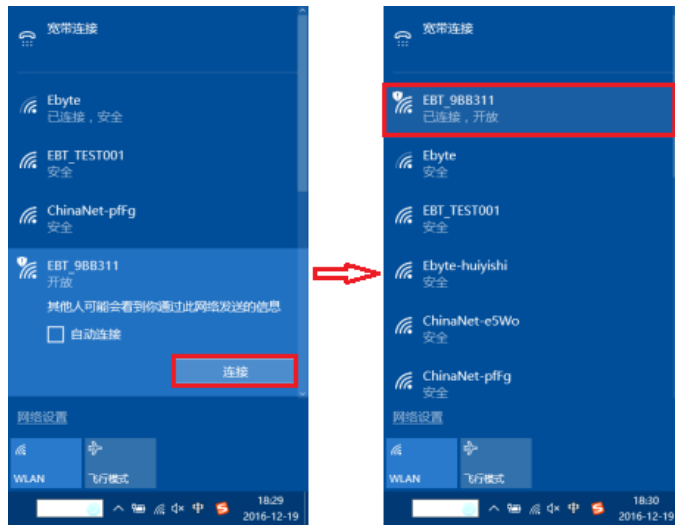 宽带连接
Ebyte
已连接，安全
EBT_TEST001
安全
ChinaNet-pfFg
安全
EBT_9BB311
开放
其他人可能会看到你通过此网络发送的信息
自动连接
连接
网络设置
WLAN
飞行模式
中
18:29
2016-12-19
宽带连接
EBT_9BB311
已连接，开放
Ebyte
安全
EBT_TEST001
安全
Ebyte-huiyishi
安全
ChinaNet-e5Wo
安全
ChinaNet-pfFg
安全
网络设置
WLAN
飞行模式
中
18:30
2016-12-19